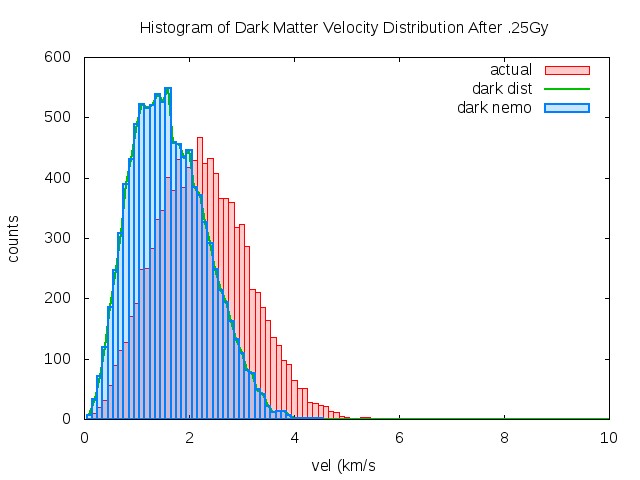 Histogram of Dark Matter Velocity Distribution After .25Gy
600
500
400
300
200
100
0
counts
actual
dark dist
dark nemo
0 2 4 6 8 10
vel (km/s